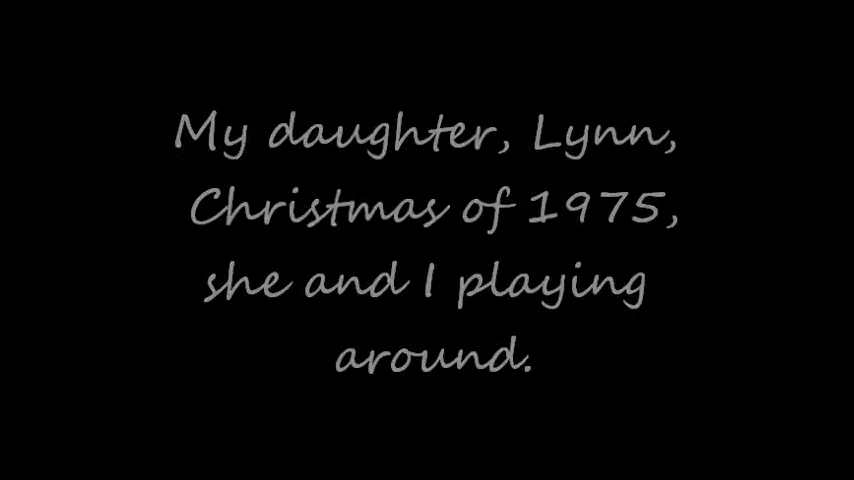 My daughter, Lynn,
Christmas of 1975,
she and I playing
around.